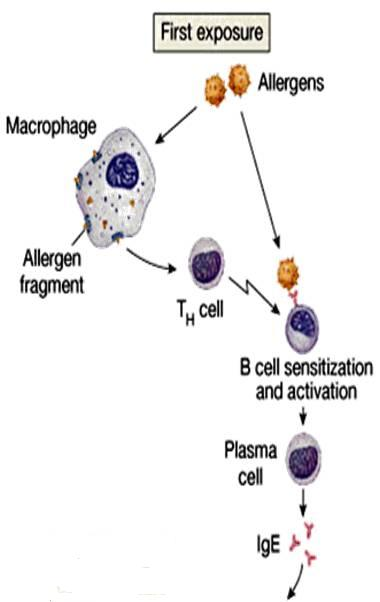 First exposure
Allergens
Macrophage
Allergen
fragment
TH cell
B cell sensitization
and activation
Plasma
cell
IgE